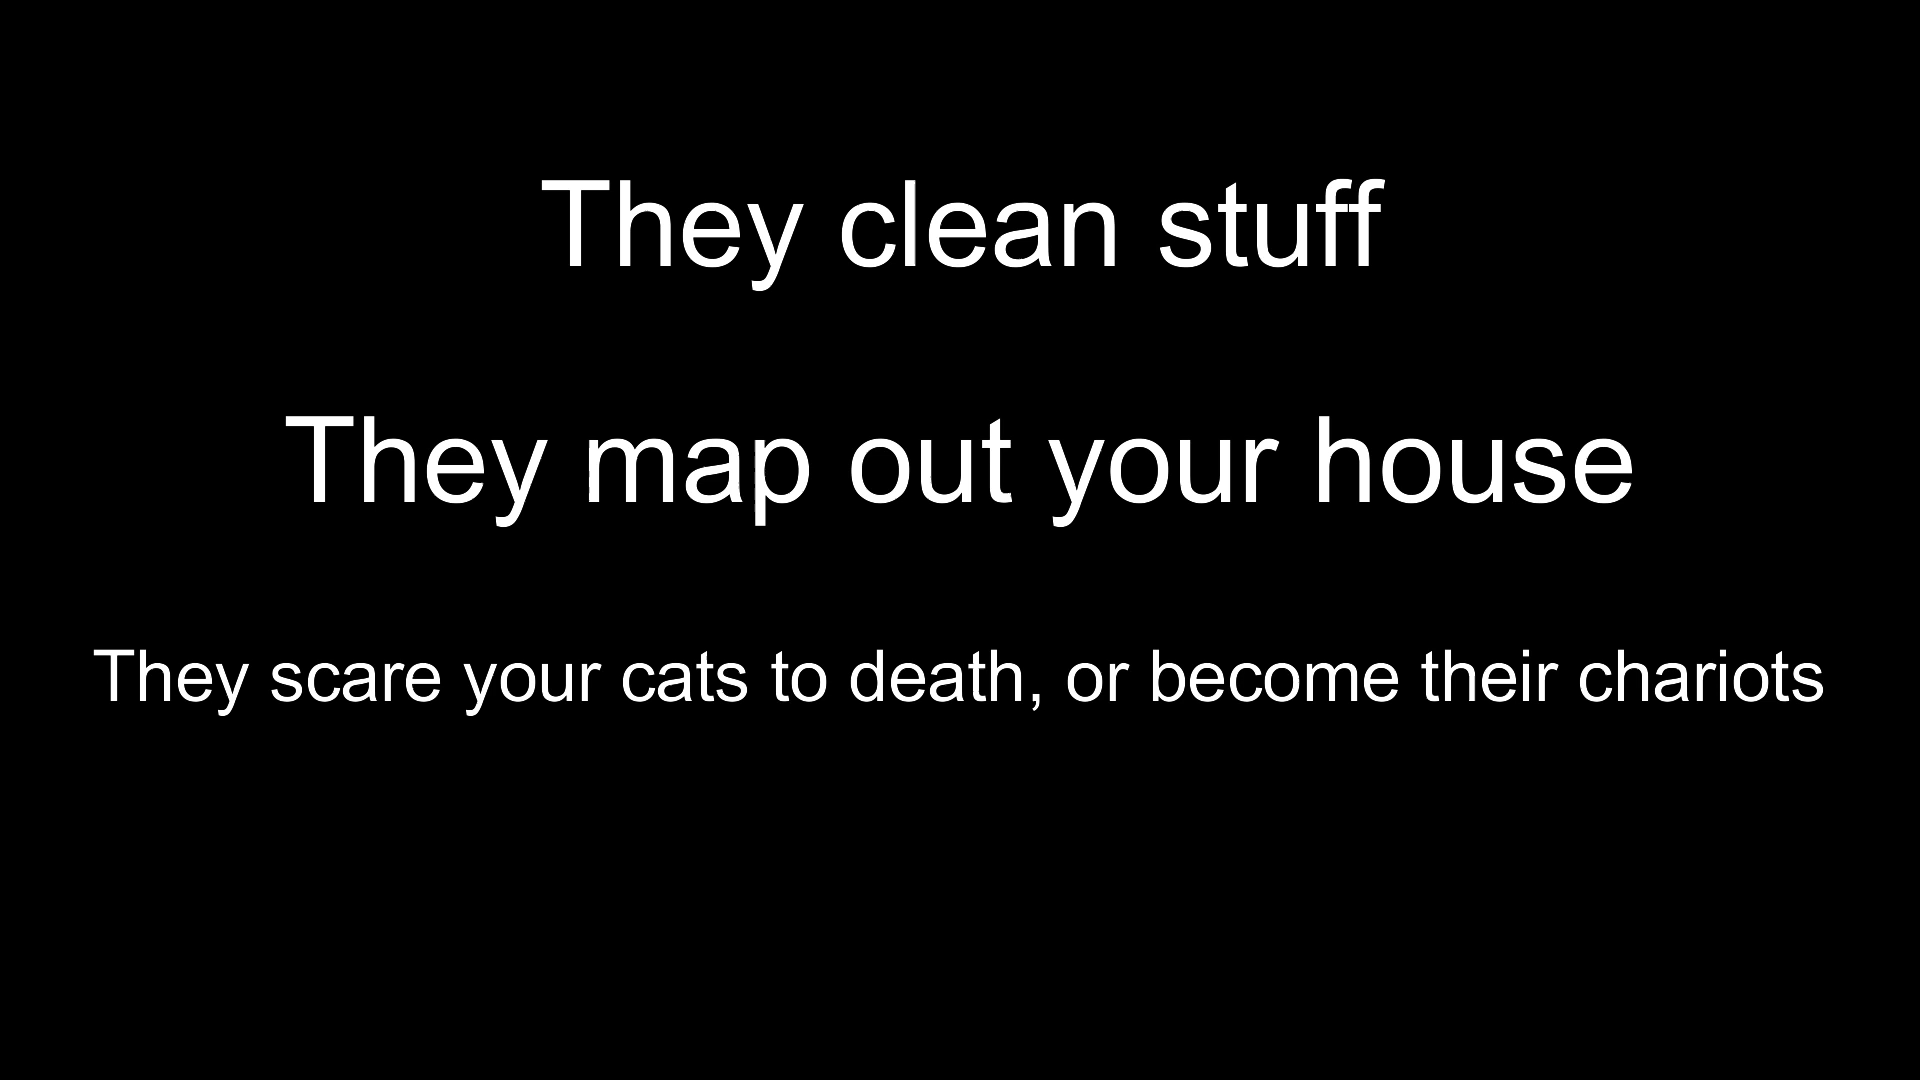 They clean stuff
They map out your house
They scare your cats to death, or become their chariots